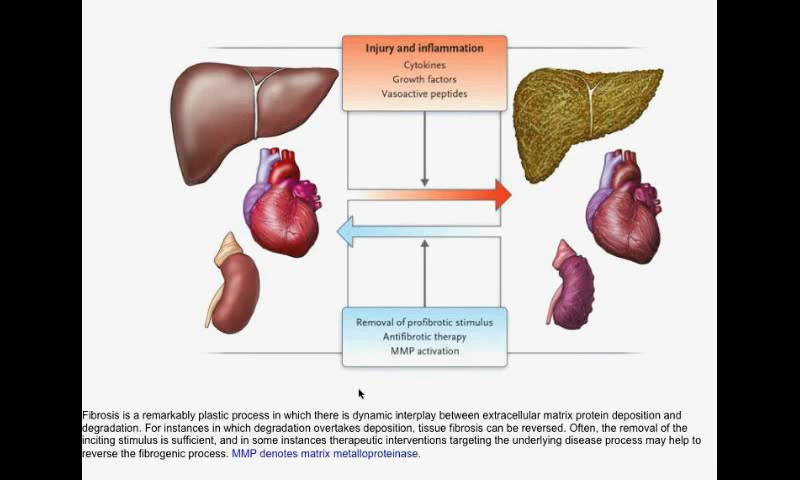 Injury and inflammation
Cytokines
Growth factors
Vasoactive peptides
Removal of profibrotic stimulus
Antifibrotic therapy
MMP activation
Fibrosis is a remarkably plastic process in which there is dynamic interplay between extracellular matrix protein deposition and
degradation. For instances in which degradation overtakes deposition, tissue fibrosis can be reversed. Often, the removal of the
inciting stimulus is sufficient, and in some instances therapeutic interventions targeting the underlying disease process may help to
reverse the fibrogenic process. MMP denotes matrix metalloproteinase.